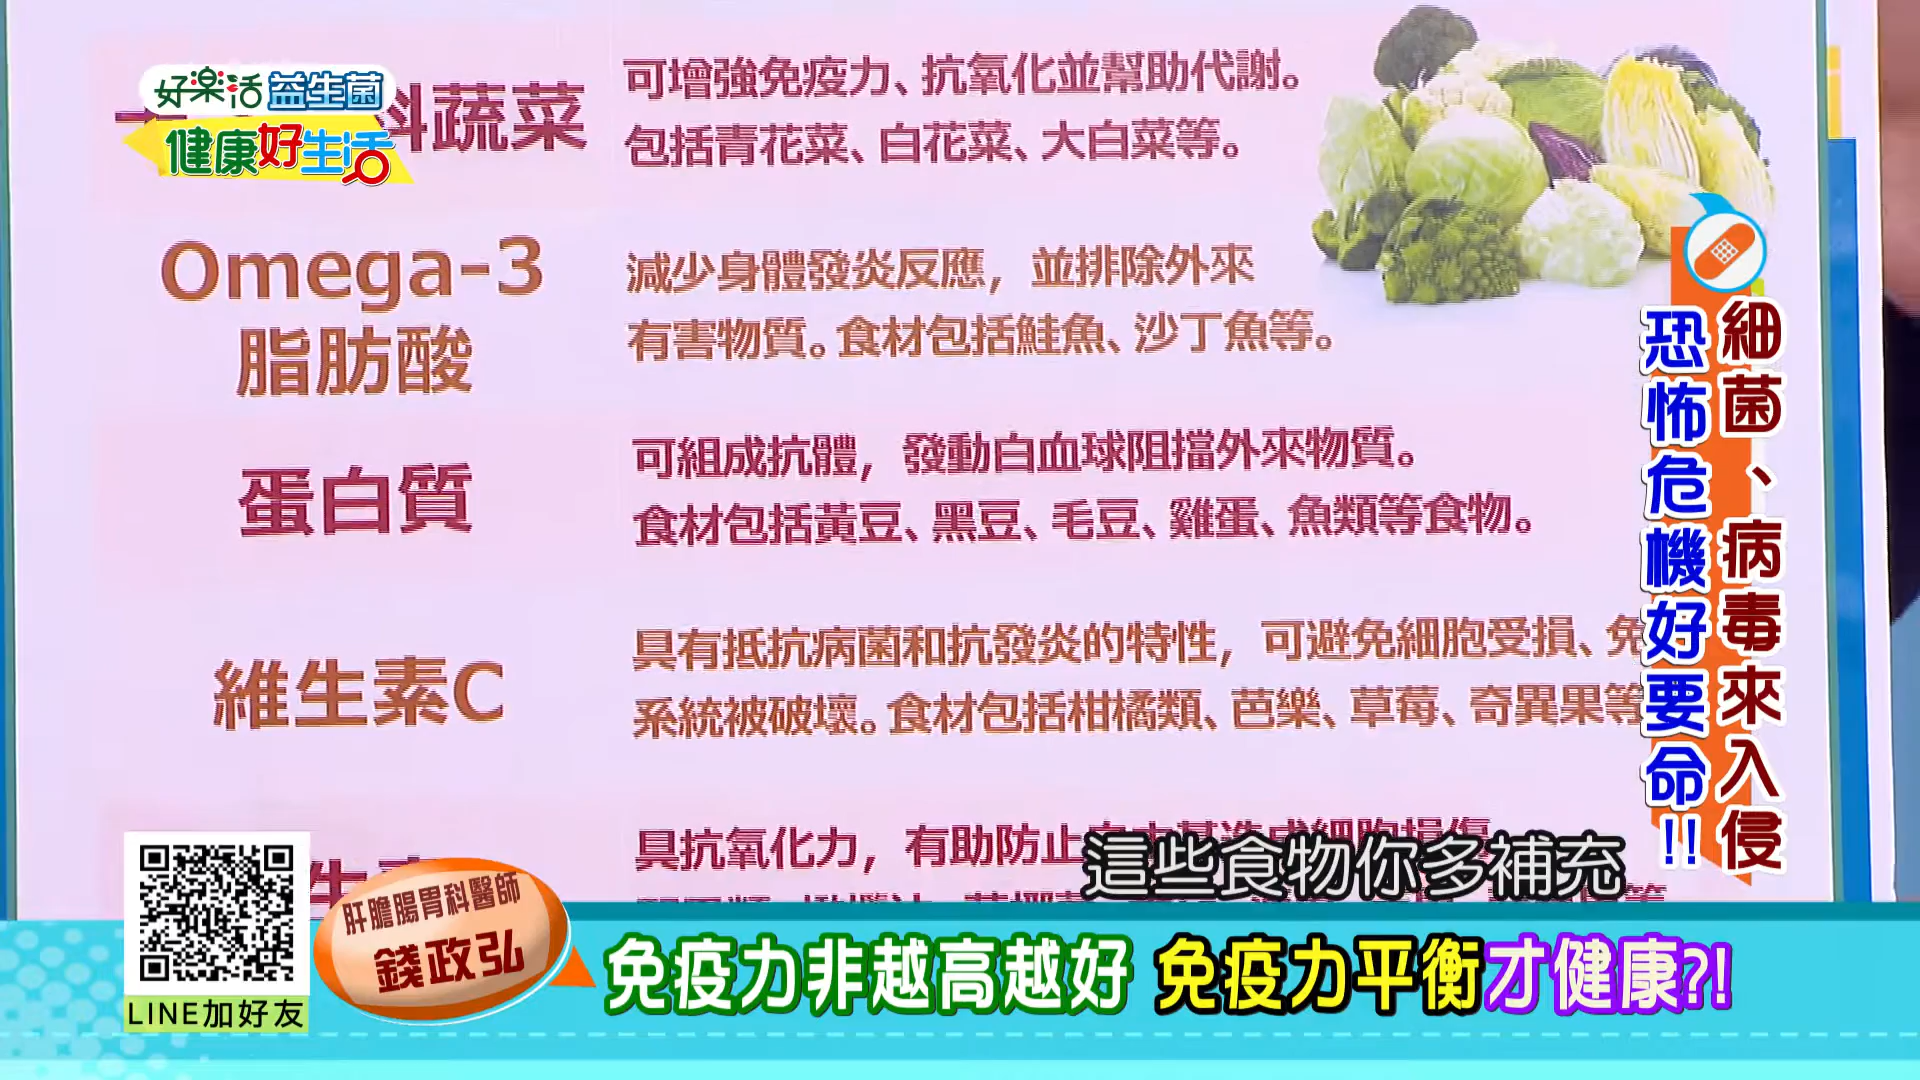 好樂活益生菌
健康好生活
科蔬菜
可增強免疫力、抗氧化並幫助代謝。
包括青花菜、白花菜、大白菜等。
Omega-3
脂肪酸
減少身體發炎反應，並排除外來
有害物質。食材包括鮭魚、沙丁魚等。
蛋白質
可組成抗體，發動白血球阻擋外來物質。
食材包括黃豆、黑豆、毛豆、雞蛋、魚類等食物。
維生素C
具有抵抗病菌和抗發炎的特性，可避免細胞受損、免
系統被破壞。食材包括柑橘類、芭樂、草莓、奇異果等
具抗氧化力，有助防止
細菌、病毒來入侵
恐怖危機好要命!!
這些食物你多補充
LINE加好友
肝膽腸胃科醫師
錢政弘
免疫力非越高越好 免疫力平衡才健康?!